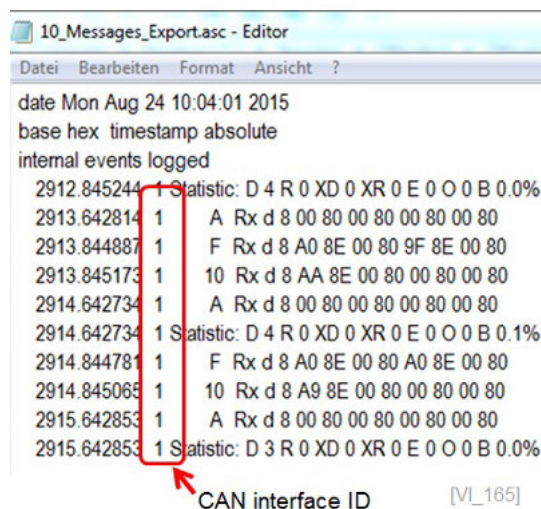 10_Messages_Export.asc - Editor
Datei Bearbeiten Format Ansicht ?
date Mon Aug 24 10:04:01 2015
base hex timestamp absolute
internal events logged
2912.845244 1 Statistic: D 4 R 0 XD 0 XR 0 E 0 O 0 B 0.0%
2913.642814 1 A Rx d 8 00 80 00 80 00 80 00 80
2913.844887 1 F Rx d 8 A0 8E 00 80 9F 8E 00 80
2913.845173 1 10 Rx d 8 AA 8E 00 80 00 80 00 80
2914.642734 1 A Rx d 8 00 80 00 80 00 80 00 80
2914.642734 1 Statistic: D 4 R 0 XD 0 XR 0 E 0 O 0 B 0.1%
2914.844781 1 F Rx d 8 A0 8E 00 80 A0 8E 00 80
2914.845065 1 10 Rx d 8 A9 8E 00 80 00 80 00 80
2915.642853 1 A Rx d 8 00 80 00 80 00 80 00 80
2915.642853 1 Statistic: D 3 R 0 XD 0 XR 0 E 0 O 0 B 0.0%
CAN interface ID
[VI_165]